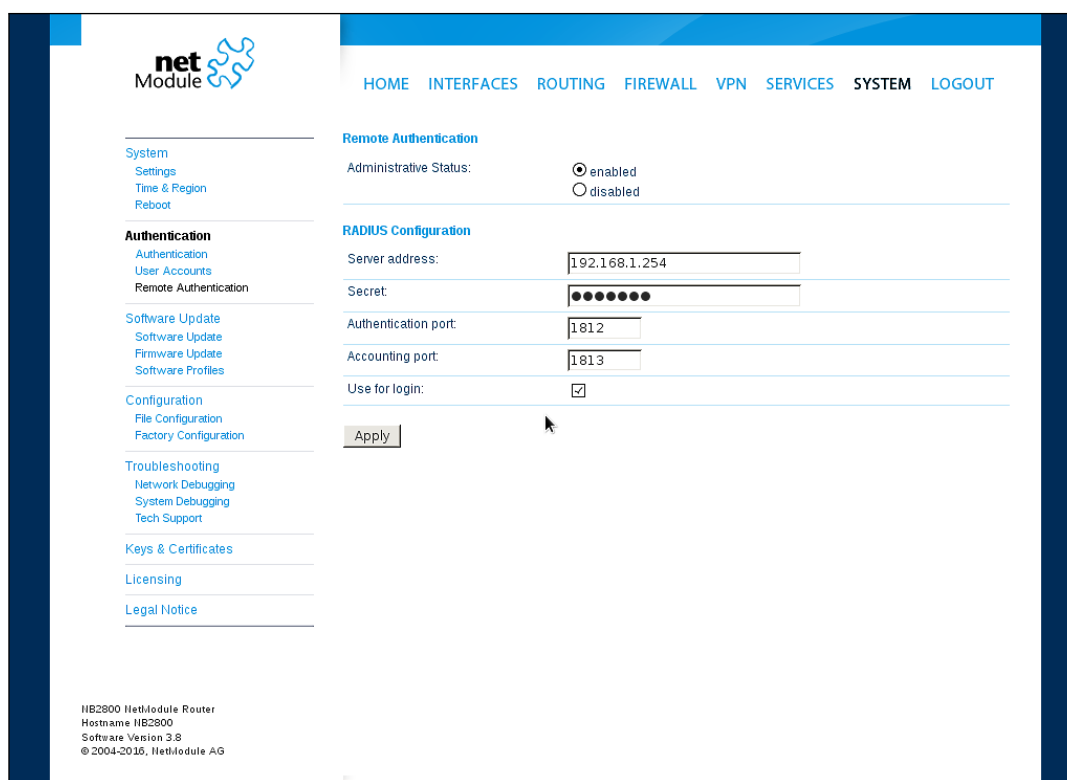 net
Module
HOME INTERFACES ROUTING FIREWALL VPN SERVICES SYSTEM LOGOUT
System
Settings
Time & Region
Reboot
Authentication
Authentication
User Accounts
Remote Authentication
Software Update
Software Update
Firmware Update
Software Profiles
Configuration
File Configuration
Factory Configuration
Troubleshooting
Network Debugging
System Debugging
Tech Support
Keys & Certificates
Licensing
Legal Notice
NB2800 NetModule Router
Hostname NB2800
Software Version 3.8
© 2004-2016, NetModule AG
Remote Authentication
Administrative Status:
enabled
disabled
RADIUS Configuration
Server address: 192.168.1.254
Secret: ●●●●●●●
Authentication port: 1812
Accounting port: 1813
Use for login:
Apply